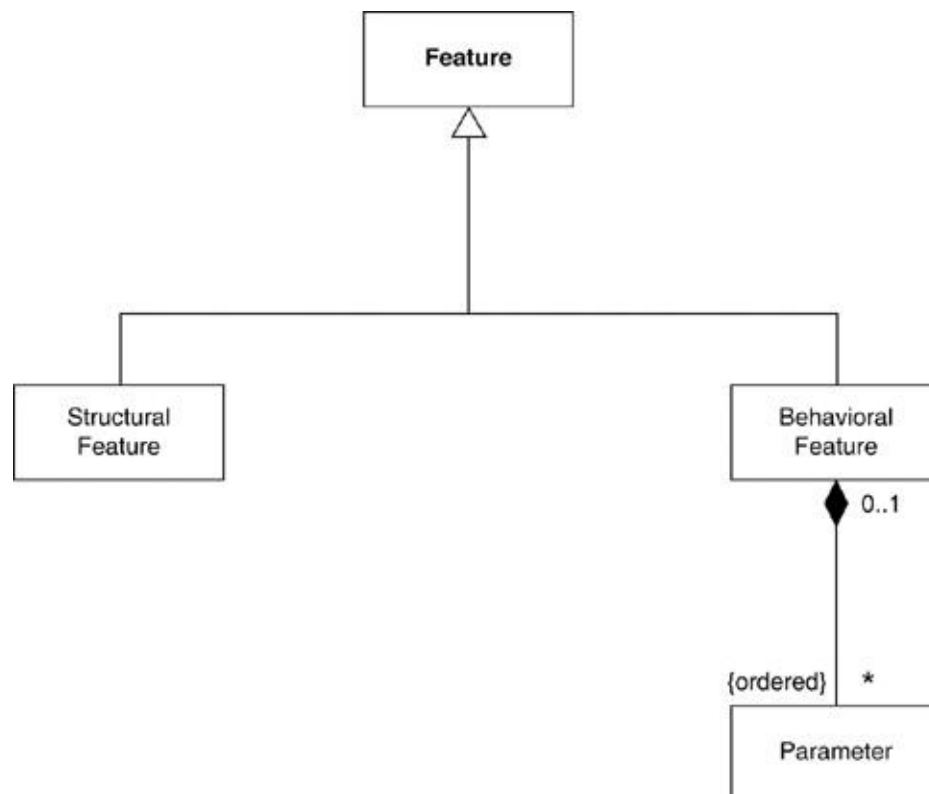 Feature
Structural
Feature
Behavioral
Feature
0..1
{ordered} *
Parameter